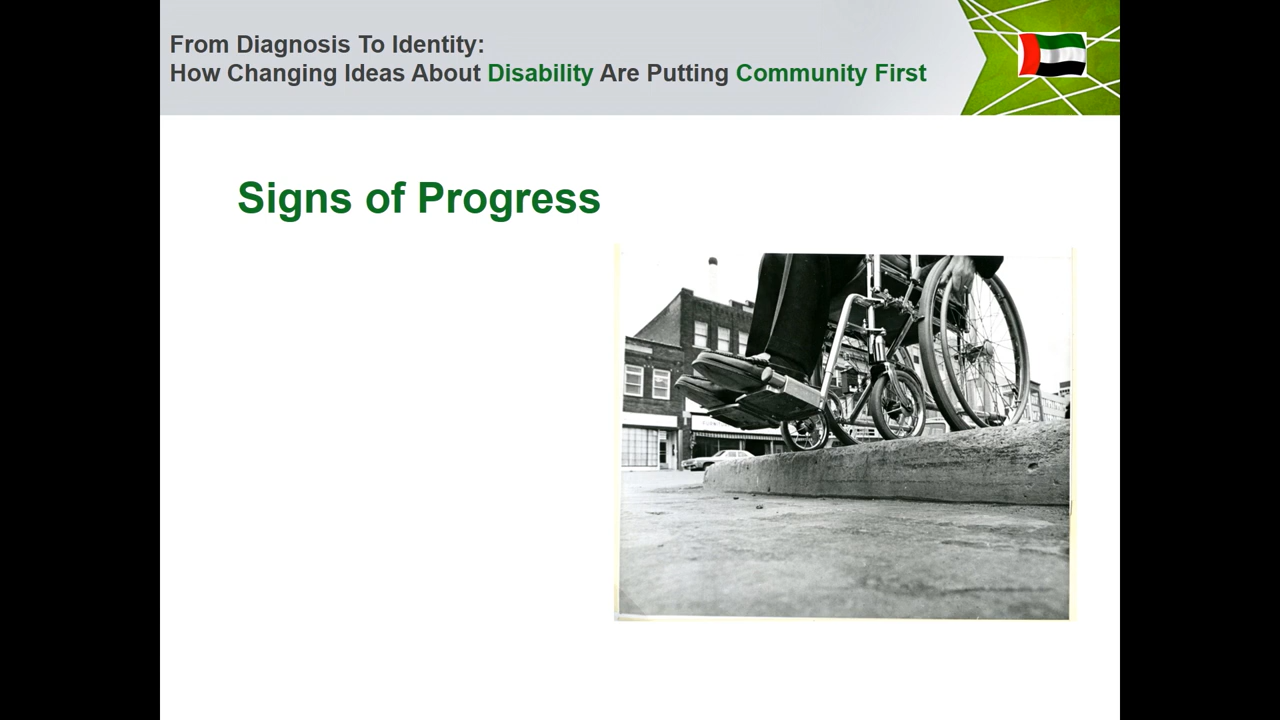 From Diagnosis To Identity:
How Changing Ideas About Disability Are Putting Community First
Signs of Progress